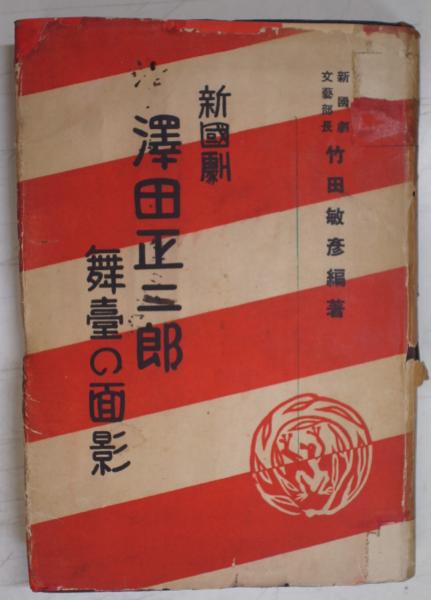 新國劇
文藝部長
竹田敏彥編著
新國劇
澤田正二郎
舞臺の面影